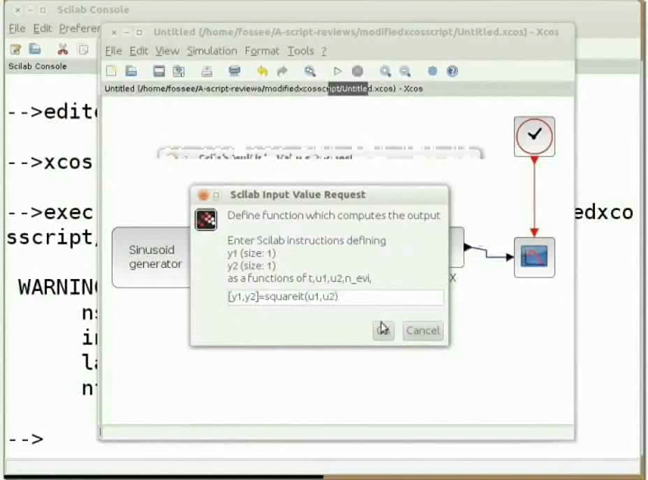 Scilab Console
File Edit Preferen
Scilab Console
-->edit
-->xcos
-->exec
edxco
sscript/
WARNING
n
i
l
n
-->
Untitled (/home/fossee/A-script-reviews/modifiedxcosscript/Untitled.xcos) - Xcos
File Edit View Simulation Format Tools ?
Untitled (/home/fossee/A-script-reviews/modifiedxcosscript/Untitled.xcos) - Xcos
Sinusoid
generator
X
Scilab Input Value Request
Define function which computes the output
Enter Scilab instructions defining
y1 (size: 1)
y2 (size: 1)
as a functions of t,u1,u2,n_evi,
[y1,y2]=squareit(u1,u2)
Cancel